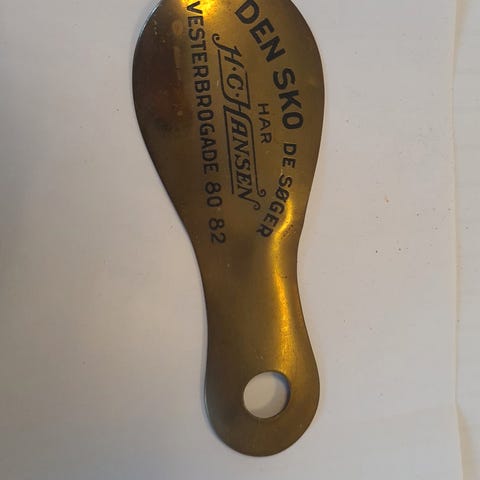 DEN SKO DE SØGER
HAR
H·C·HANSEN
VESTERBROGADE 80 82